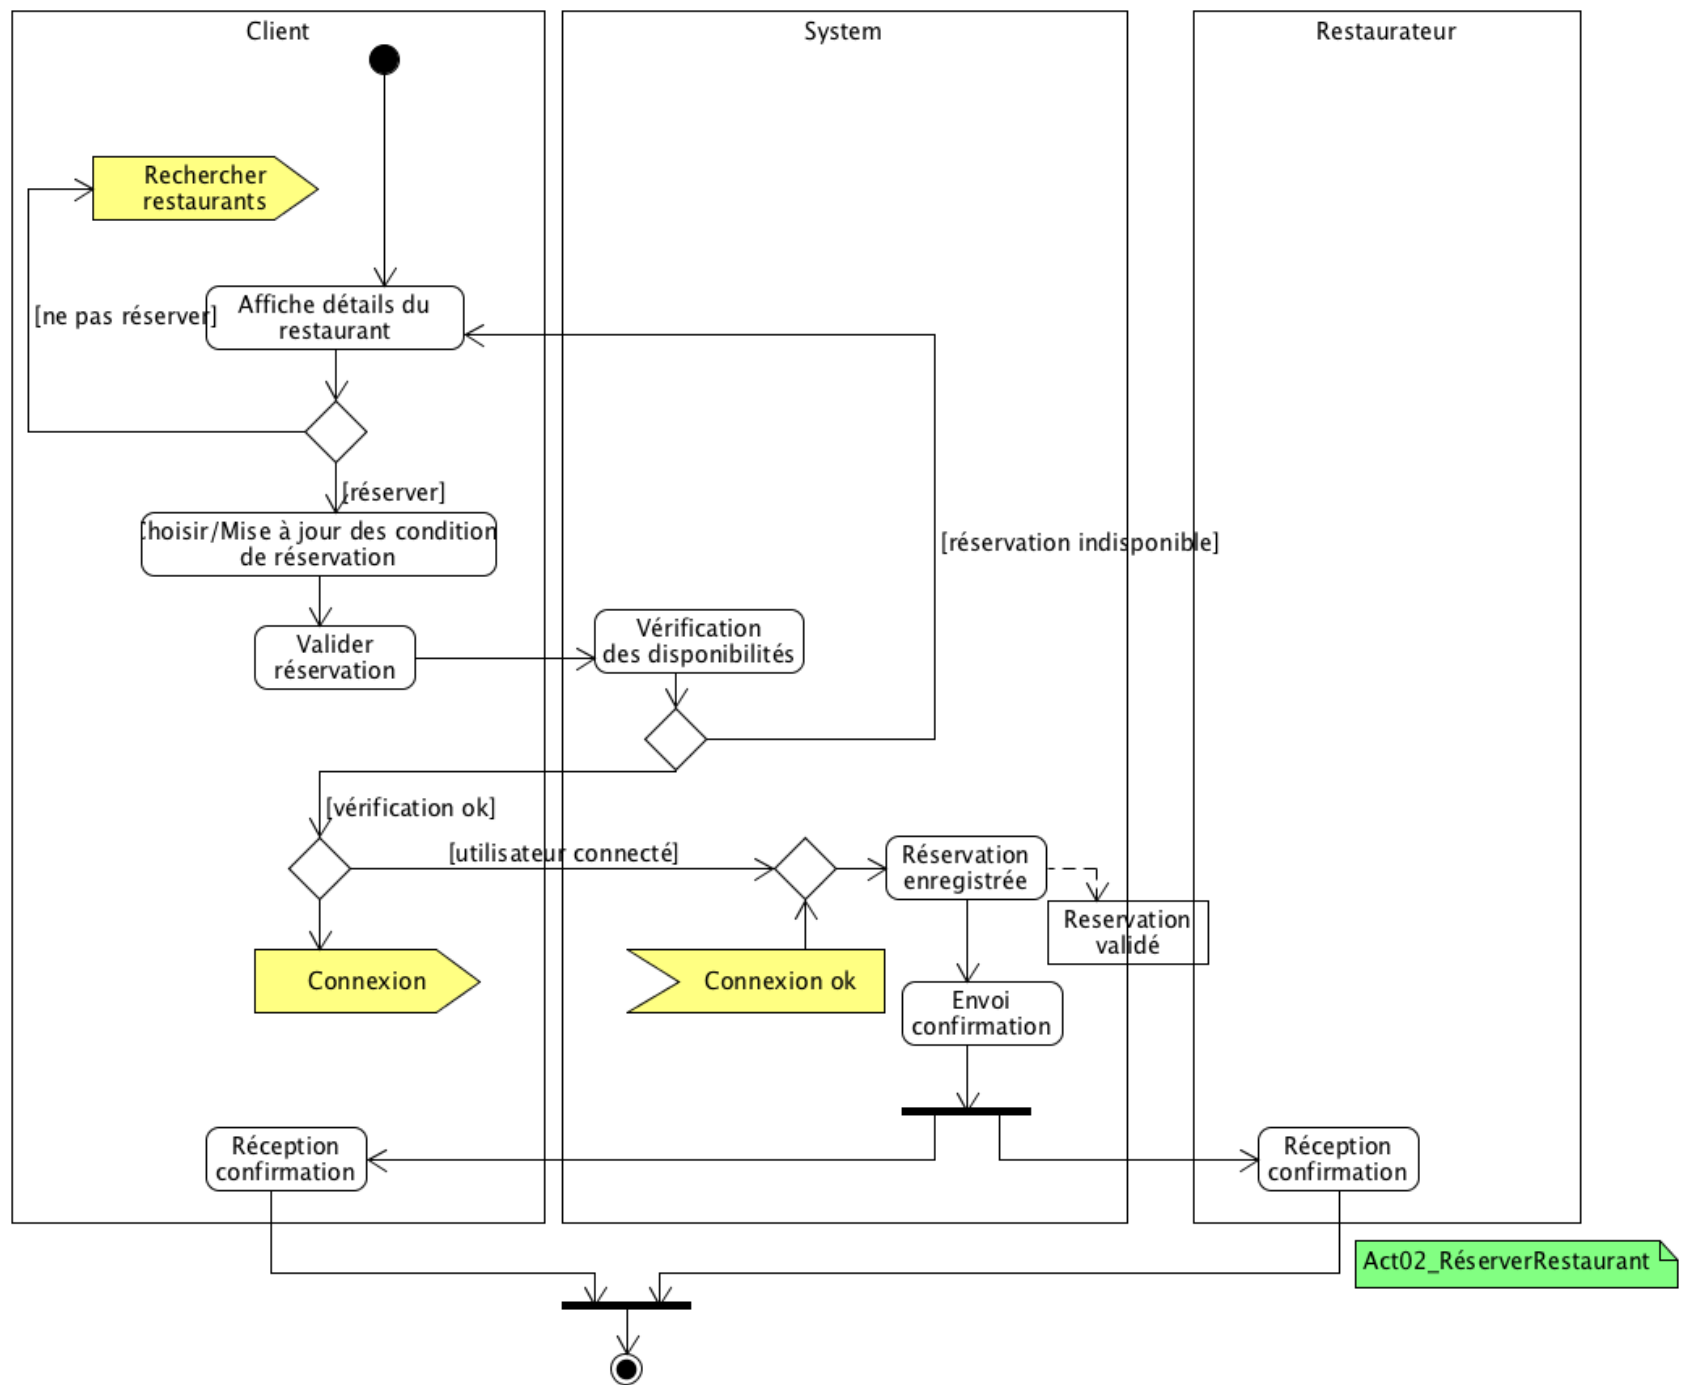 Client
System
Restaurateur
Rechercher
restaurants
Affiche détails du
restaurant
[ne pas réserver]
[réserver]
hoisir/Mise à jour des condition
de réservation
[réservation indisponible]
Valider
réservation
Vérification
des disponibilités
[vérification ok]
[utilisateur connecté]
Réservation
enregistrée
Reservation
validé
Connexion
Connexion ok
Envoi
confirmation
Réception
confirmation
Réception
confirmation
Act02_RéserverRestaurant